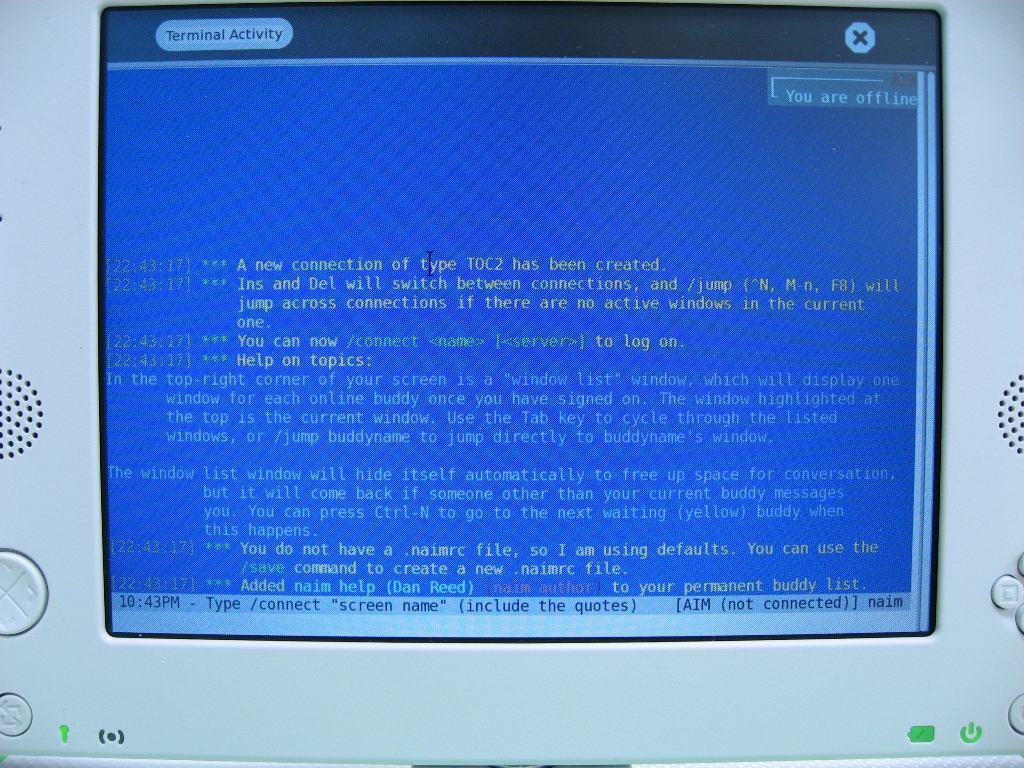 Terminal Activity
You are offline
[22:43:17] *** A new connection of type TOC2 has been created.
[22:43:17] *** Ins and Del will switch between connections, and /jump (^N, M-n, F8) will
jump across connections if there are no active windows in the current
one.
[22:43:17] *** You can now /connect <name> [<server>] to log on.
[22:43:17] *** Help on topics:
In the top-right corner of your screen is a "window list" window, which will display one
window for each online buddy once you have signed on. The window highlighted at
the top is the current window. Use the Tab key to cycle through the listed
windows, or /jump buddyname to jump directly to buddyname's window.
The window list window will hide itself automatically to free up space for conversation,
but it will come back if someone other than your current buddy messages
you. You can press Ctrl-N to go to the next waiting (yellow) buddy when
this happens.
[22:43:17] *** You do not have a .naimrc file, so I am using defaults. You can use the
/save command to create a new .naimrc file.
[22:43:17] *** Added naim help (Dan Reed) [naim author] to your permanent buddy list.
10:43PM - Type /connect "screen name" (include the quotes) [AIM (not connected)] naim